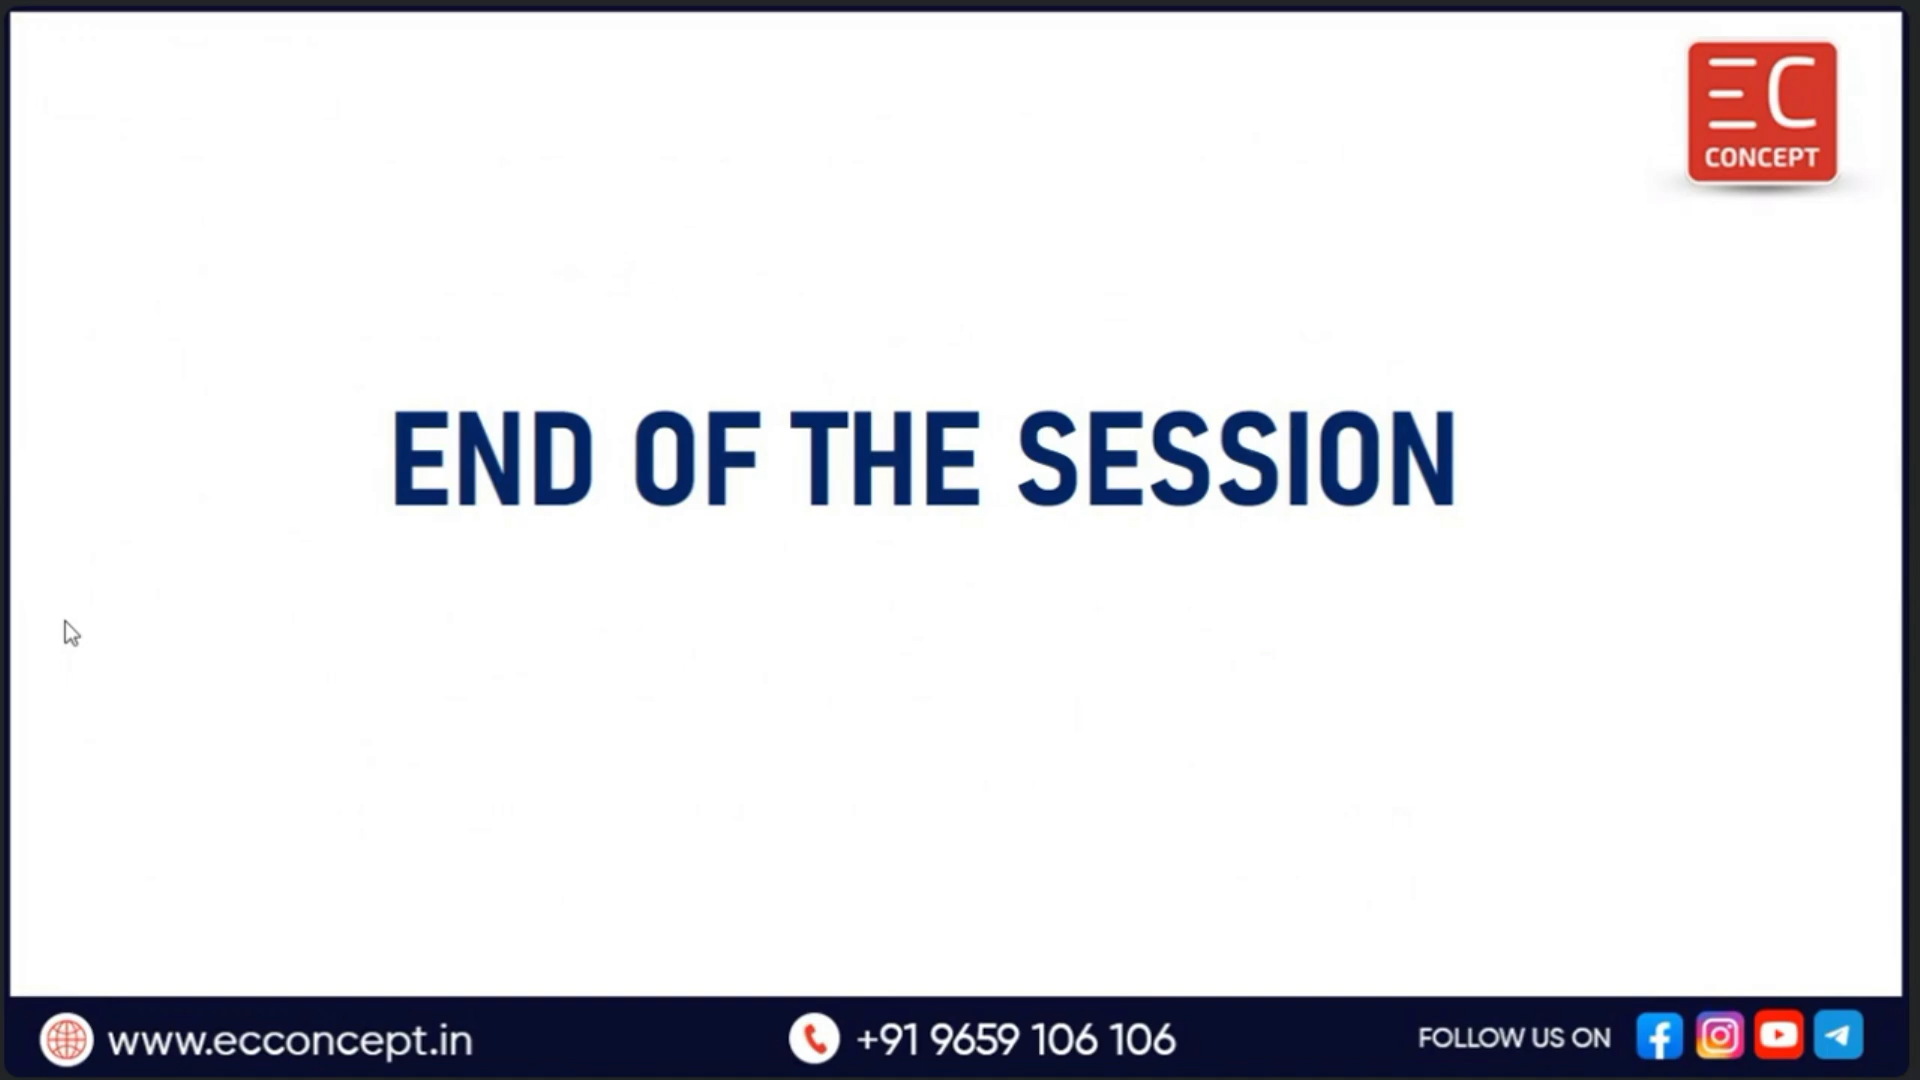 EC
CONCEPT
END OF THE SESSION
www.ecconcept.in
+91 9659 106 106
FOLLOW US ON